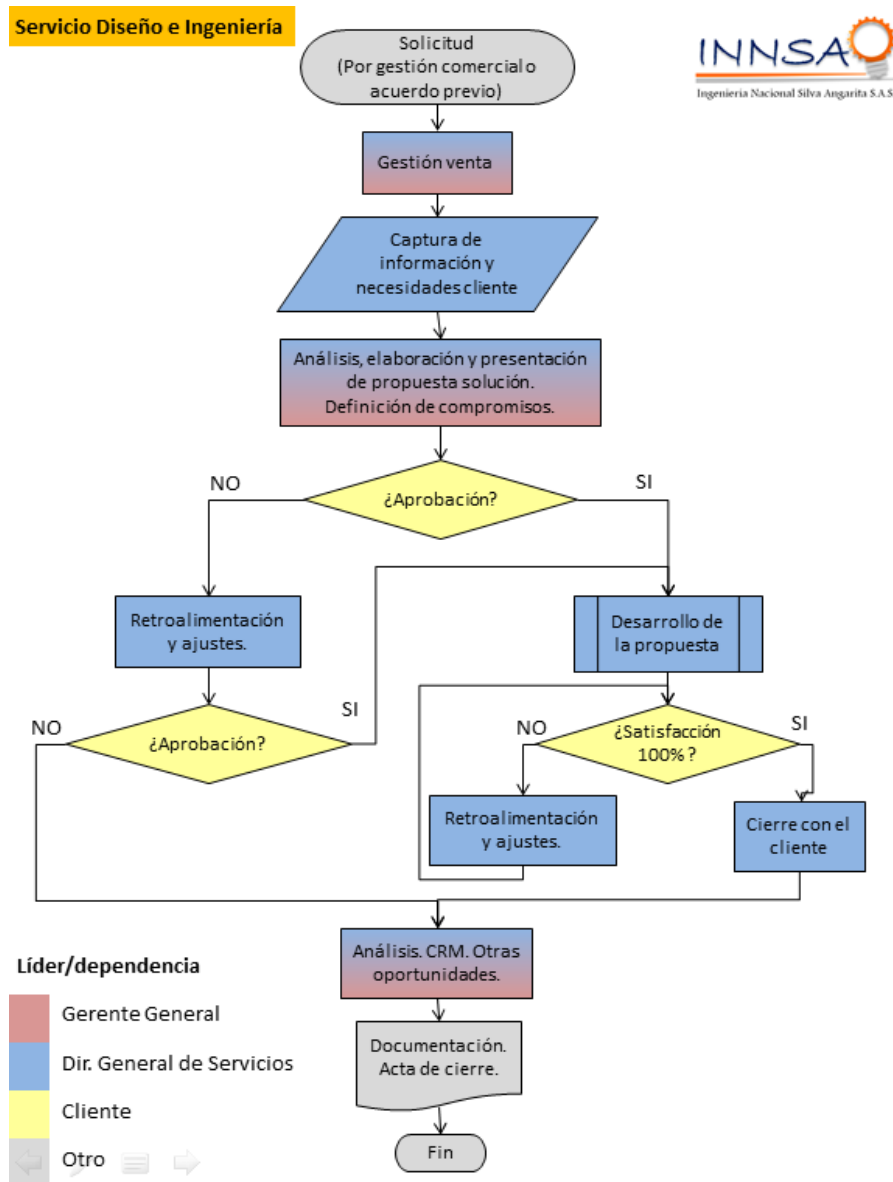 Servicio Diseño e Ingeniería
INNSA
Ingenieria Nacional Silva Angarita S.A.S
Solicitud
(Por gestión comercial o
acuerdo previo)
Gestión venta
Captura de
información y
necesidades cliente
Análisis, elaboración y presentación
de propuesta solución.
Definición de compromisos.
¿Aprobación?
NO
SI
Retroalimentación
y ajustes.
Desarrollo de
la propuesta
¿Aprobación?
NO
SI
¿Satisfacción
100%?
NO
SI
Retroalimentación
y ajustes.
Cierre con el
cliente
Análisis. CRM. Otras
oportunidades.
Documentación.
Acta de cierre.
Fin
Líder/dependencia
Gerente General
Dir. General de Servicios
Cliente
Otro